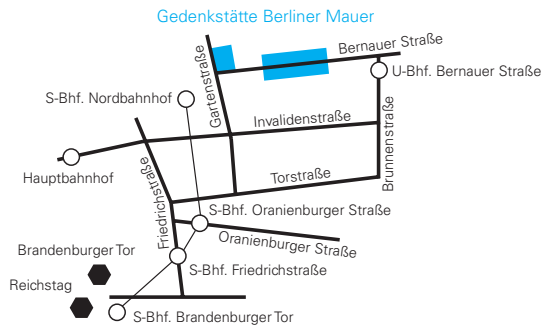 Gedenkstätte Berliner Mauer
Bernauer Straße
Gartenstraße
U-Bhf. Bernauer Straße
S-Bhf. Nordbahnhof
Invalidenstraße
Brunnenstraße
Hauptbahnhof
Friedrichstraße
Torstraße
S-Bhf. Oranienburger Straße
Oranienburger Straße
Brandenburger Tor
S-Bhf. Friedrichstraße
Reichstag
S-Bhf. Brandenburger Tor